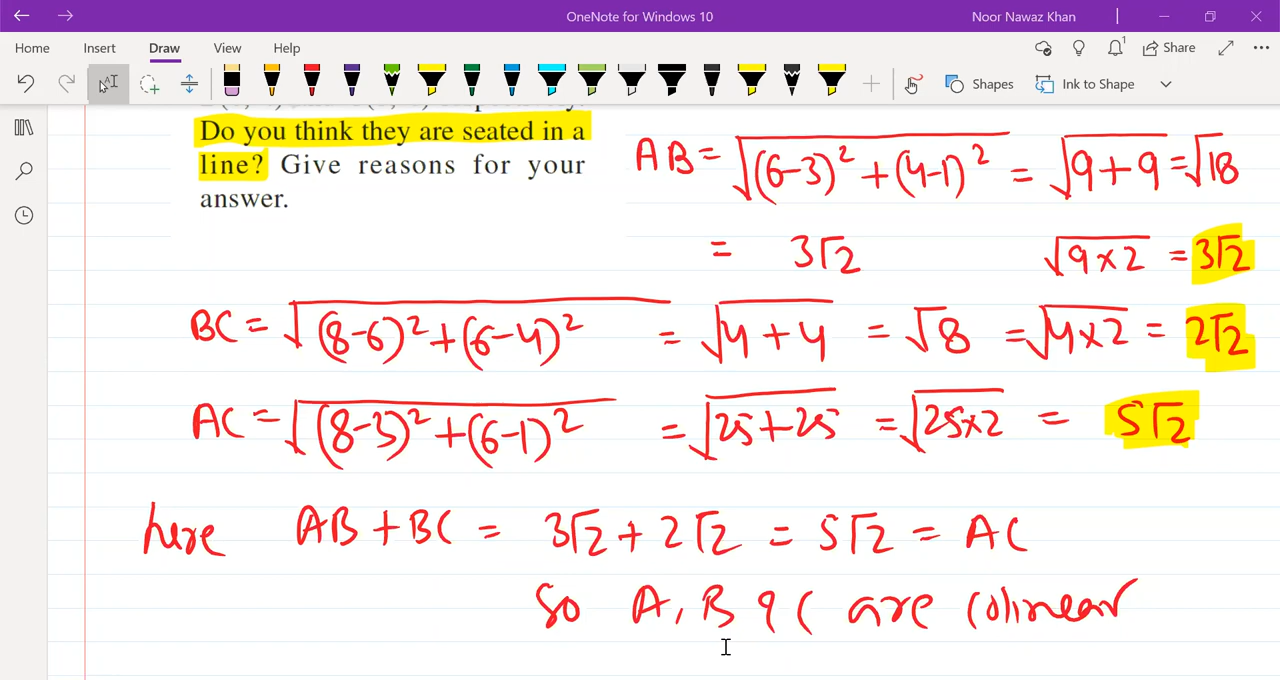 OneNote for Windows 10
Noor Nawaz Khan
Home Insert Draw View Help
Share
Shapes
Ink to Shape
Do you think they are seated in a
line? Give reasons for your
answer.
AB = √(6-3)² + (4-1)² = √9+9 = √18
= 3√2 √9×2 = 3√2
BC = √(8-6)² + (6-4)² = √4+4 = √8 = √4×2 = 2√2
AC = √(8-3)² + (6-1)² = √25+25 = √25×2 = 5√2
here AB + BC = 3√2 + 2√2 = 5√2 = AC
So A, B & C are Colinear